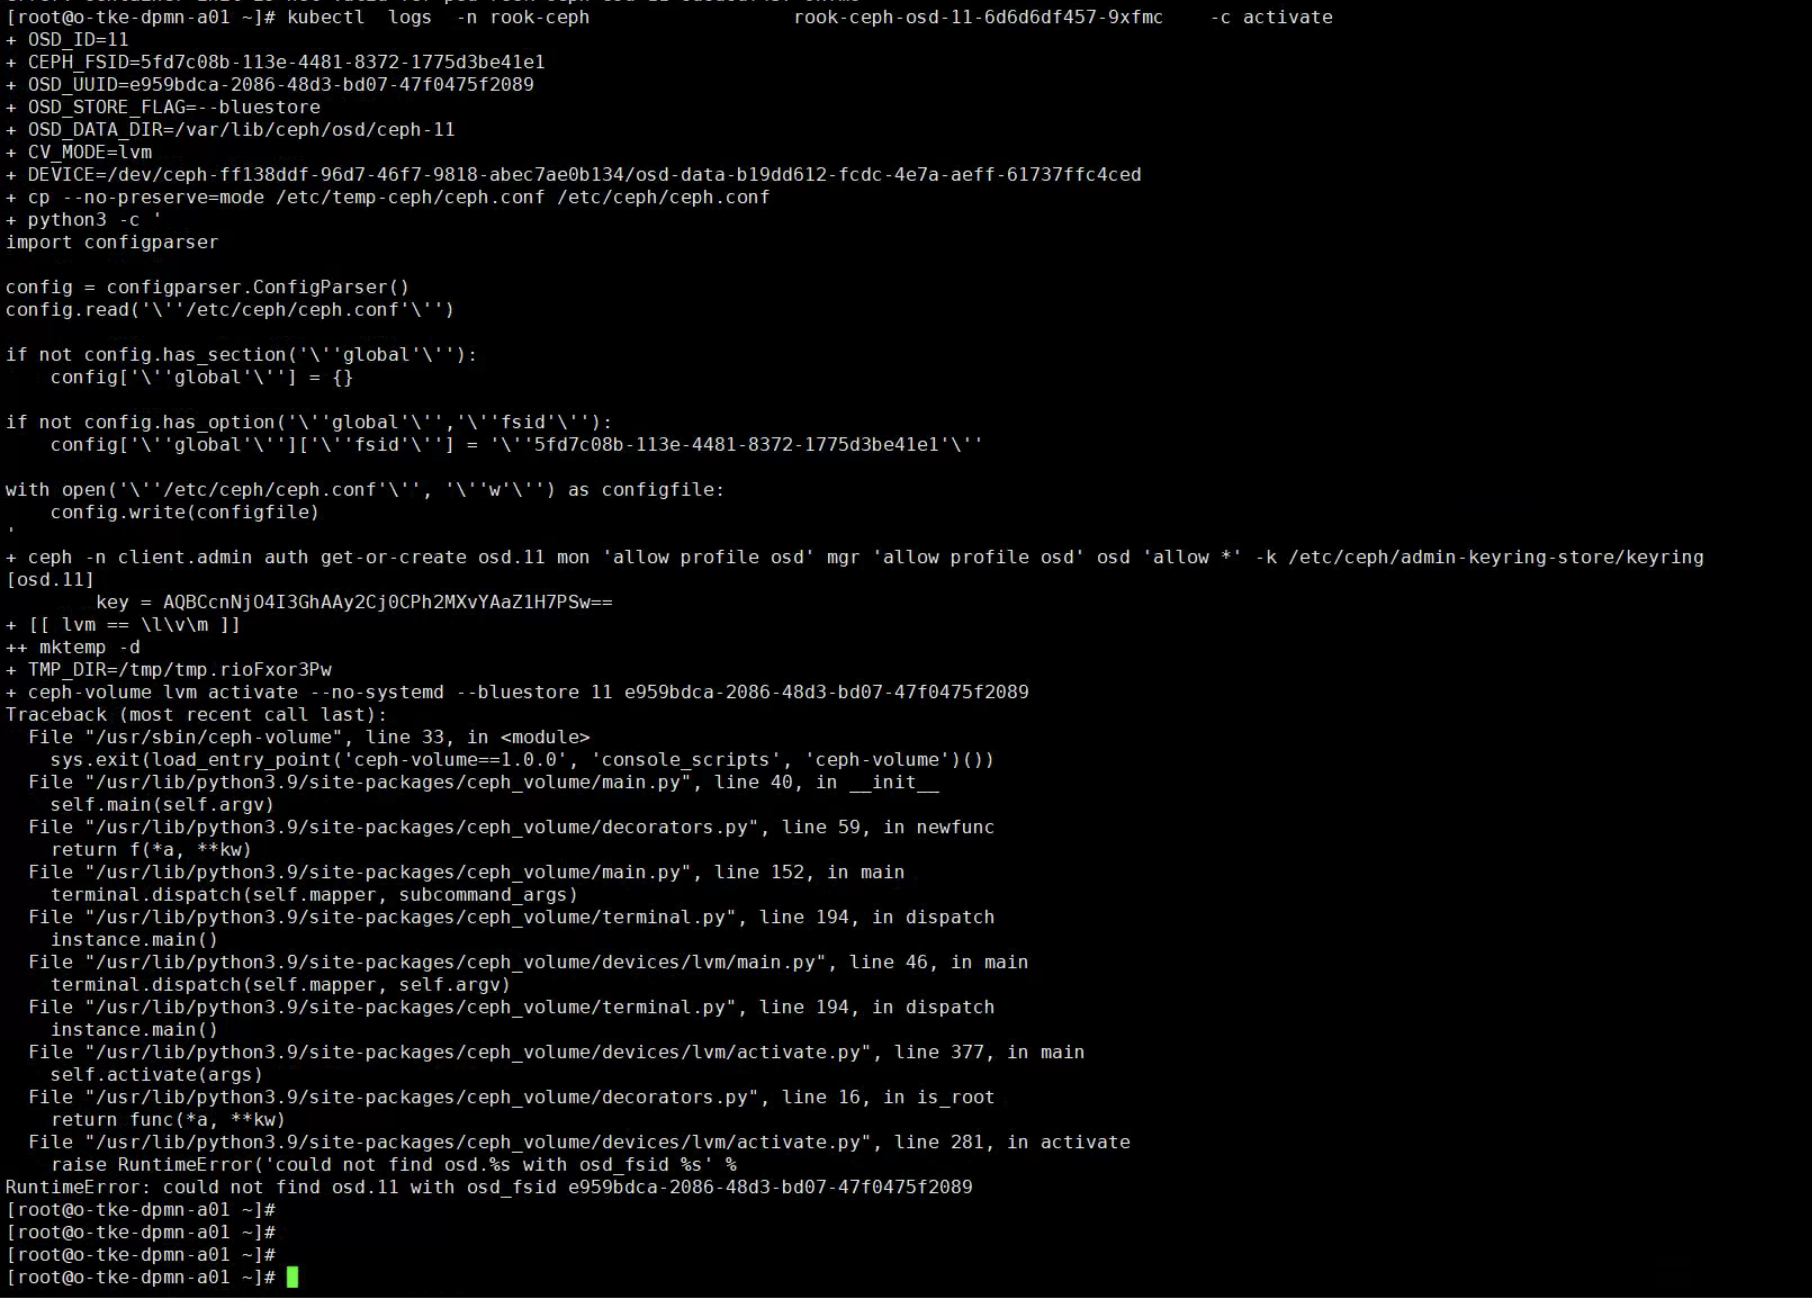 [root@o-tke-dpmn-a01 ~]# kubectl  logs  -n rook-ceph                  rook-ceph-osd-11-6d6d6df457-9xfmc    -c activate
+ OSD_ID=11
+ CEPH_FSID=5fd7c08b-113e-4481-8372-1775d3be41e1
+ OSD_UUID=e959bdca-2086-48d3-bd07-47f0475f2089
+ OSD_STORE_FLAG=--bluestore
+ OSD_DATA_DIR=/var/lib/ceph/osd/ceph-11
+ CV_MODE=lvm
+ DEVICE=/dev/ceph-ff138ddf-96d7-46f7-9818-abec7ae0b134/osd-data-b19dd612-fcdc-4e7a-aeff-61737ffc4ced
+ cp --no-preserve=mode /etc/temp-ceph/ceph.conf /etc/ceph/ceph.conf
+ python3 -c '
import configparser

config = configparser.ConfigParser()
config.read('\''/etc/ceph/ceph.conf'\'')

if not config.has_section('\''global'\''):
    config['\''global'\''] = {}

if not config.has_option('\''global'\'','\''fsid'\''):
    config['\''global'\'']['\''fsid'\''] = '\''5fd7c08b-113e-4481-8372-1775d3be41e1'\''

with open('\''/etc/ceph/ceph.conf'\'', '\''w'\'') as configfile:
    config.write(configfile)
'
+ ceph -n client.admin auth get-or-create osd.11 mon 'allow profile osd' mgr 'allow profile osd' osd 'allow *' -k /etc/ceph/admin-keyring-store/keyring
[osd.11]
        key = AQBCcnNjO4I3GhAAy2Cj0CPh2MXvYAaZ1H7PSw==
+ [[ lvm == \l\v\m ]]
++ mktemp -d
+ TMP_DIR=/tmp/tmp.rioFxor3Pw
+ ceph-volume lvm activate --no-systemd --bluestore 11 e959bdca-2086-48d3-bd07-47f0475f2089
Traceback (most recent call last):
  File "/usr/sbin/ceph-volume", line 33, in <module>
    sys.exit(load_entry_point('ceph-volume==1.0.0', 'console_scripts', 'ceph-volume')())
  File "/usr/lib/python3.9/site-packages/ceph_volume/main.py", line 40, in __init__
    self.main(self.argv)
  File "/usr/lib/python3.9/site-packages/ceph_volume/decorators.py", line 59, in newfunc
    return f(*a, **kw)
  File "/usr/lib/python3.9/site-packages/ceph_volume/main.py", line 152, in main
    terminal.dispatch(self.mapper, subcommand_args)
  File "/usr/lib/python3.9/site-packages/ceph_volume/terminal.py", line 194, in dispatch
    instance.main()
  File "/usr/lib/python3.9/site-packages/ceph_volume/devices/lvm/main.py", line 46, in main
    terminal.dispatch(self.mapper, self.argv)
  File "/usr/lib/python3.9/site-packages/ceph_volume/terminal.py", line 194, in dispatch
    instance.main()
  File "/usr/lib/python3.9/site-packages/ceph_volume/devices/lvm/activate.py", line 377, in main
    self.activate(args)
  File "/usr/lib/python3.9/site-packages/ceph_volume/decorators.py", line 16, in is_root
    return func(*a, **kw)
  File "/usr/lib/python3.9/site-packages/ceph_volume/devices/lvm/activate.py", line 281, in activate
    raise RuntimeError('could not find osd.%s with osd_fsid %s' %
RuntimeError: could not find osd.11 with osd_fsid e959bdca-2086-48d3-bd07-47f0475f2089
[root@o-tke-dpmn-a01 ~]#
[root@o-tke-dpmn-a01 ~]#
[root@o-tke-dpmn-a01 ~]#
[root@o-tke-dpmn-a01 ~]#